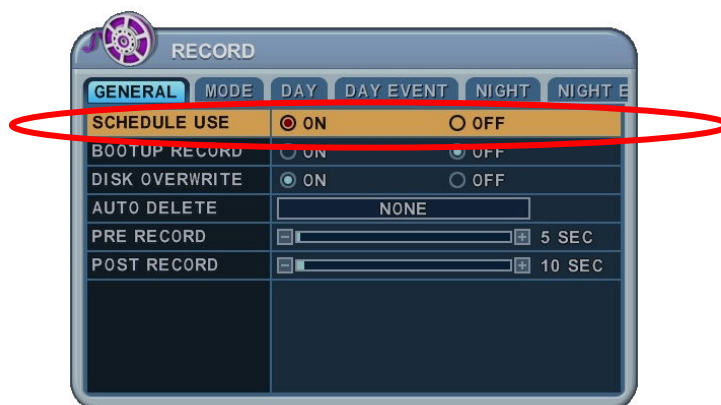 RECORD
GENERAL MODE DAY DAY EVENT NIGHT NIGHT E
SCHEDULE USE ON OFF
BOOTUP RECORD ON OFF
DISK OVERWRITE ON OFF
AUTO DELETE NONE
PRE RECORD 5 SEC
POST RECORD 10 SEC